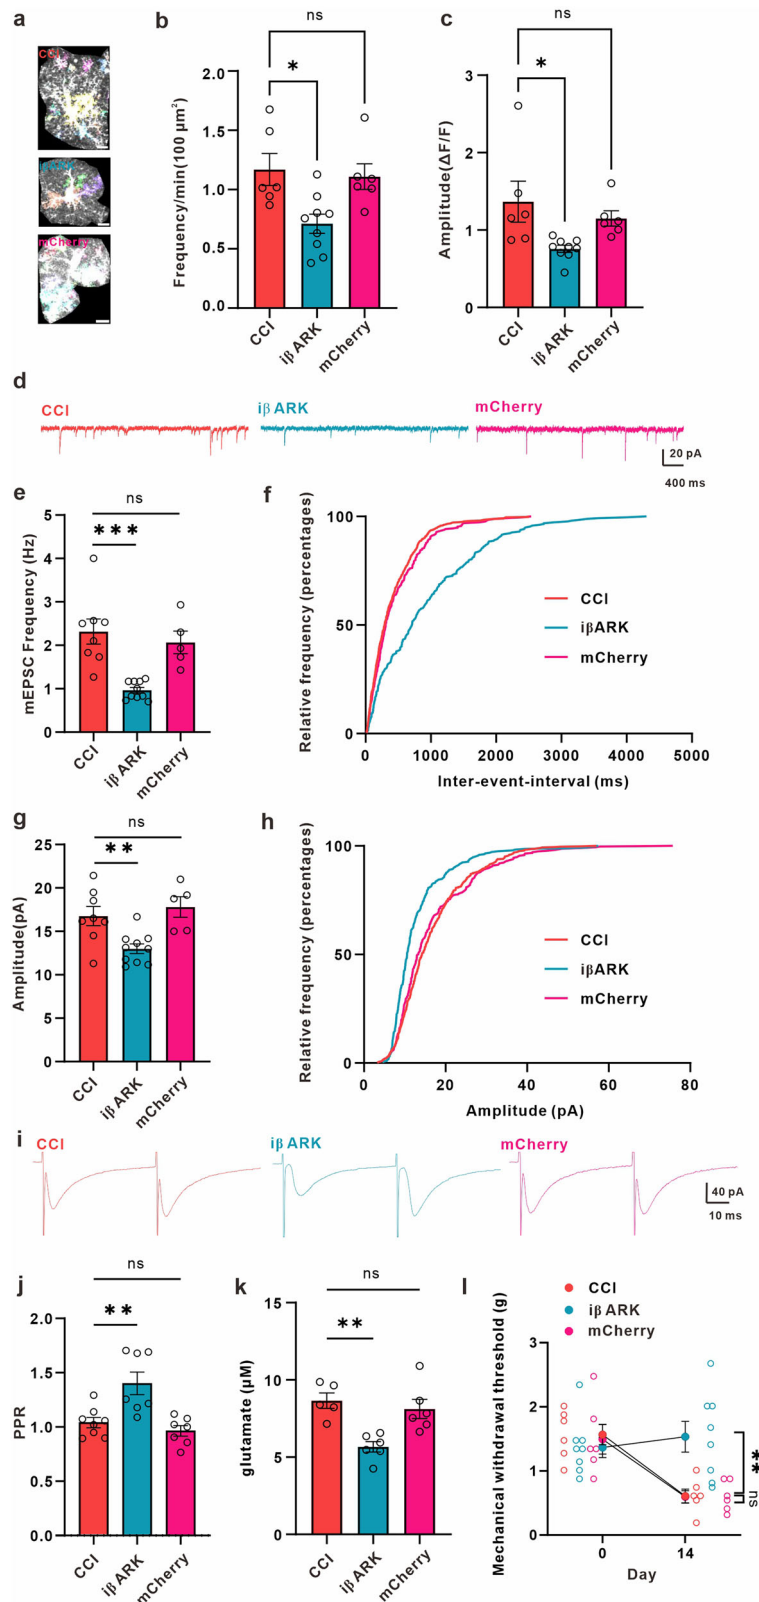 a
CCI
iβARK
mCherry
b
ns
*
Frequency/min(100 μm²)
2.0
1.5
1.0
0.5
0.0
CCI
iβ ARK
mCherry
c
ns
*
Amplitude(ΔF/F)
3
2
1
0
CCI
iβ ARK
mCherry
d
CCI
iβ ARK
mCherry
20 pA
400 ms
e
ns
***
mEPSC Frequency (Hz)
5
4
3
2
1
0
CCI
iβ ARK
mCherry
f
Relative frequency (percentages)
100
50
0
CCI
iβARK
mCherry
0
1000
2000
3000
4000
5000
Inter-event-interval (ms)
g
ns
**
Amplitude(pA)
25
20
15
10
5
0
CCI
iβ ARK
mCherry
h
Relative frequency (percentages)
100
50
0
CCI
iβARK
mCherry
0
20
40
60
80
Amplitude (pA)
i
CCI
iβ ARK
mCherry
40 pA
10 ms
j
ns
**
PPR
2.0
1.5
1.0
0.5
0.0
CCI
iβ ARK
mCherry
k
ns
**
glutamate (μM)
15
10
5
0
CCI
iβ ARK
mCherry
l
CCI
iβ ARK
mCherry
Mechanical withdrawal threshold (g)
3
2
1
0
**
ns
0
14
Day